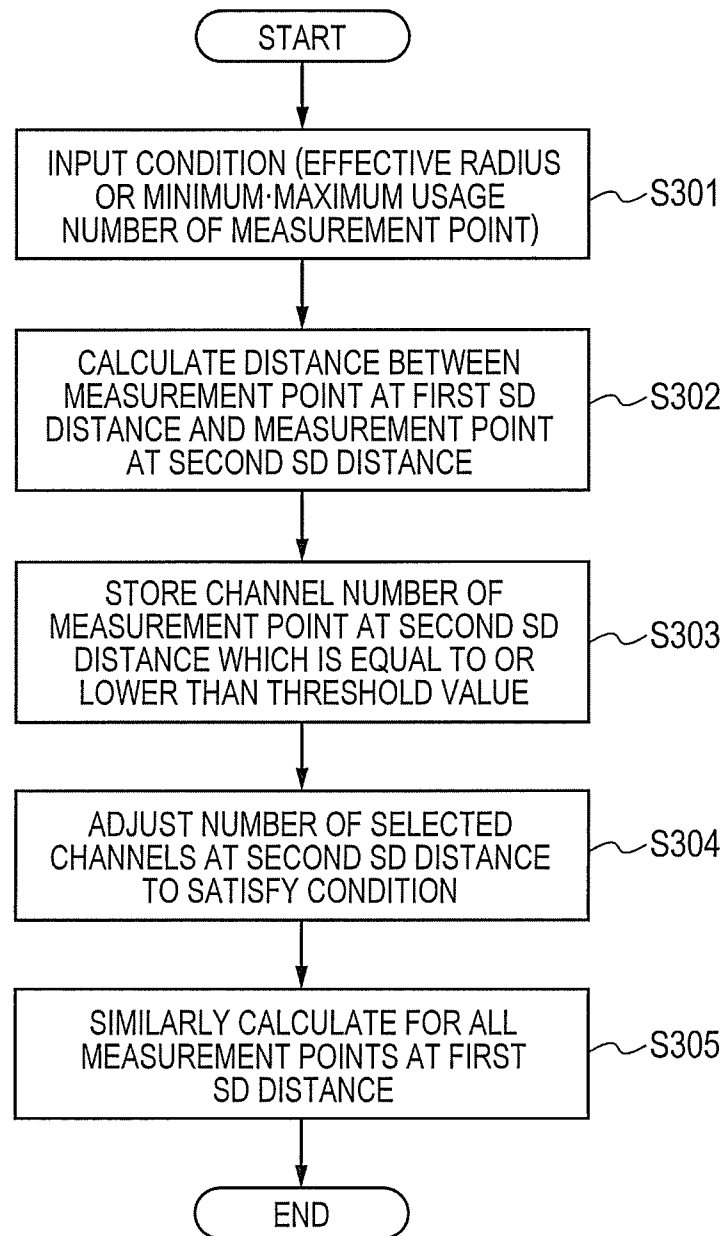 START
INPUT CONDITION (EFFECTIVE RADIUS
OR MINIMUM·MAXIMUM USAGE
NUMBER OF MEASUREMENT POINT)
S301
CALCULATE DISTANCE BETWEEN
MEASUREMENT POINT AT FIRST SD
DISTANCE AND MEASUREMENT POINT
AT SECOND SD DISTANCE
S302
STORE CHANNEL NUMBER OF
MEASUREMENT POINT AT SECOND SD
DISTANCE WHICH IS EQUAL TO OR
LOWER THAN THRESHOLD VALUE
S303
ADJUST NUMBER OF SELECTED
CHANNELS AT SECOND SD DISTANCE
TO SATISFY CONDITION
S304
SIMILARLY CALCULATE FOR ALL
MEASUREMENT POINTS AT FIRST
SD DISTANCE
S305
END